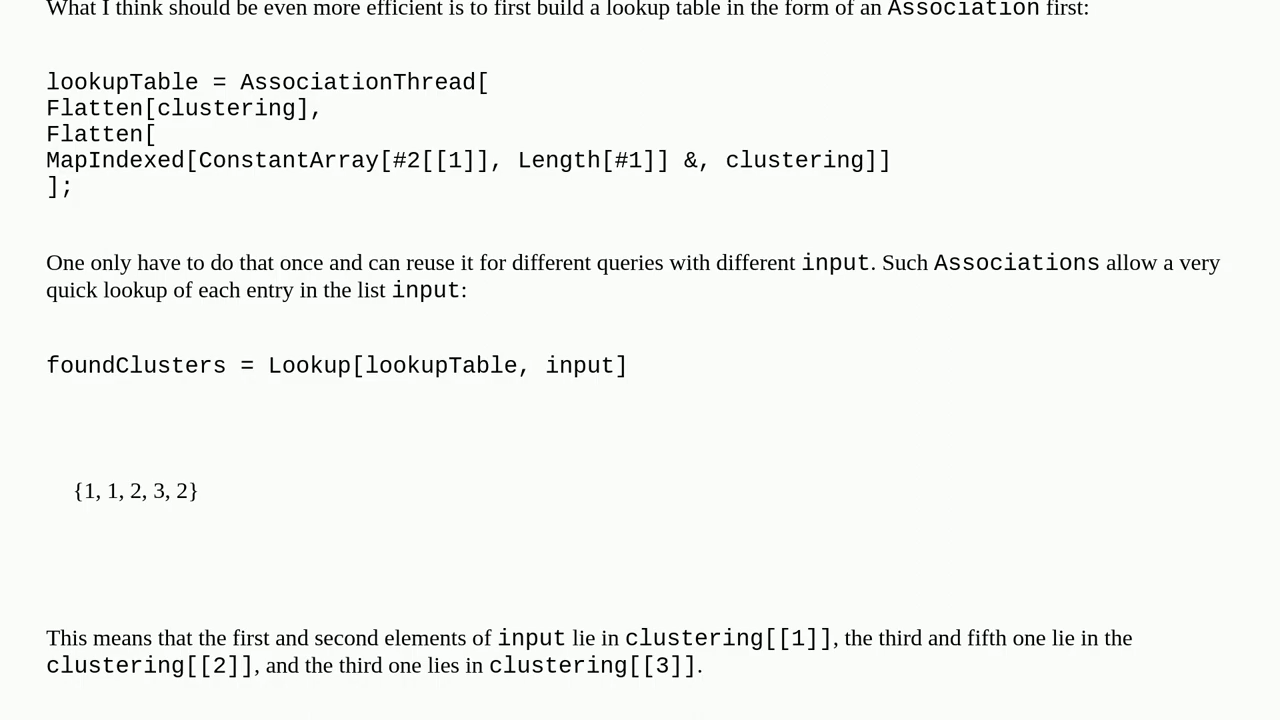 What I think should be even more efficient is to first build a lookup table in the form of an Association first:
lookupTable = AssociationThread[
Flatten[clustering],
Flatten[
MapIndexed[ConstantArray[#2[[1]], Length[#1]] &, clustering]]
];
One only have to do that once and can reuse it for different queries with different input. Such Associations allow a very
quick lookup of each entry in the list input:
foundClusters = Lookup[lookupTable, input]
{1, 1, 2, 3, 2}
This means that the first and second elements of input lie in clustering[[1]], the third and fifth one lie in the
clustering[[2]], and the third one lies in clustering[[3]].